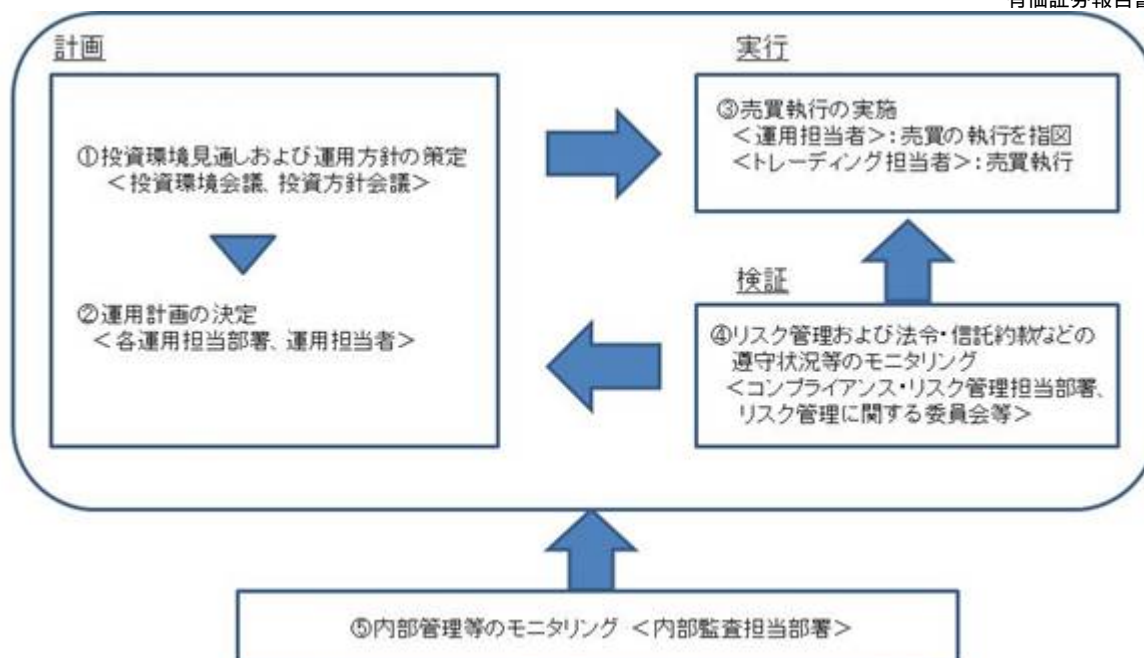 有価証券報告書
計画
①投資環境見通しおよび運用方針の策定
<投資環境会議、投資方針会議>
②運用計画の決定
<各運用担当部署、運用担当者>
実行
③売買執行の実施
<運用担当者>:売買の執行を指図
<トレーディング担当者>:売買執行
検証
④リスク管理および法令・信託約款などの
遵守状況等のモニタリング
<コンプライアンス・リスク管理担当部署、
リスク管理に関する委員会等>
⑤内部管理等のモニタリング <内部監査担当部署>